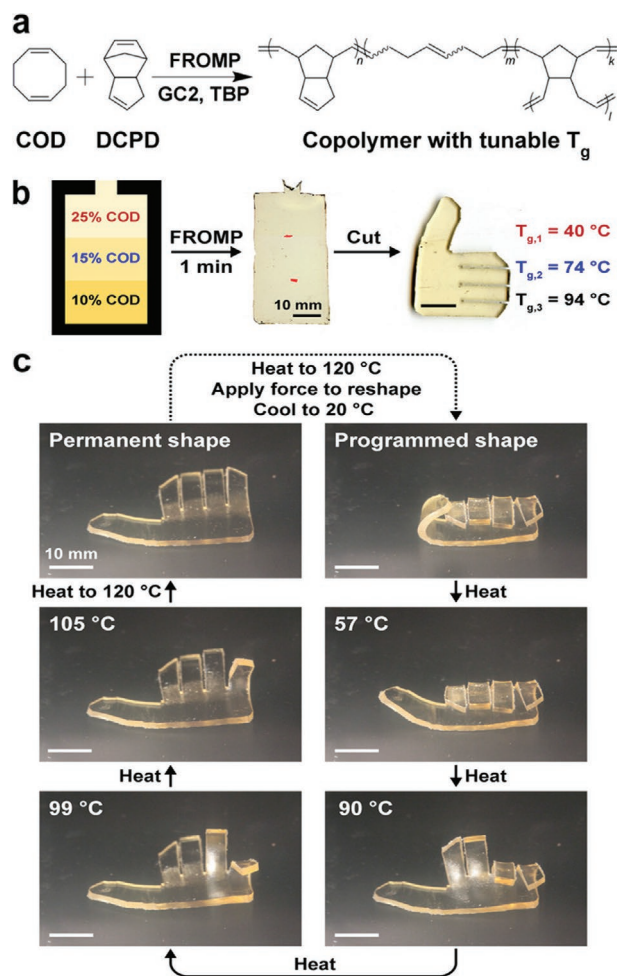 a
FROMP
GC2, TBP
n
m
k
l
COD
DCPD
Copolymer with tunable Tg
b
25% COD
15% COD
10% COD
FROMP
1 min
10 mm
Cut
Tg,1 = 40 °C
Tg,2 = 74 °C
Tg,3 = 94 °C
c
Heat to 120 °C
Apply force to reshape
Cool to 20 °C
Permanent shape
10 mm
Programmed shape
Heat to 120 °C
Heat
105 °C
57 °C
Heat
Heat
99 °C
90 °C
Heat